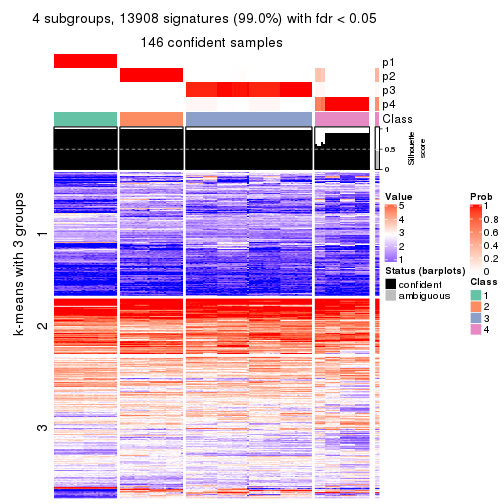 4 subgroups, 13908 signatures (99.0%) with fdr < 0.05
146 confident samples
p1
p2
p3
p4
Class
1
0.5
0
Silhouette
score
k-means with 3 groups
1
2
3
Value
5
4
3
2
1
Status (barplots)
confident
ambiguous
Prob
1
0.8
0.6
0.4
0.2
0
Class
1
2
3
4